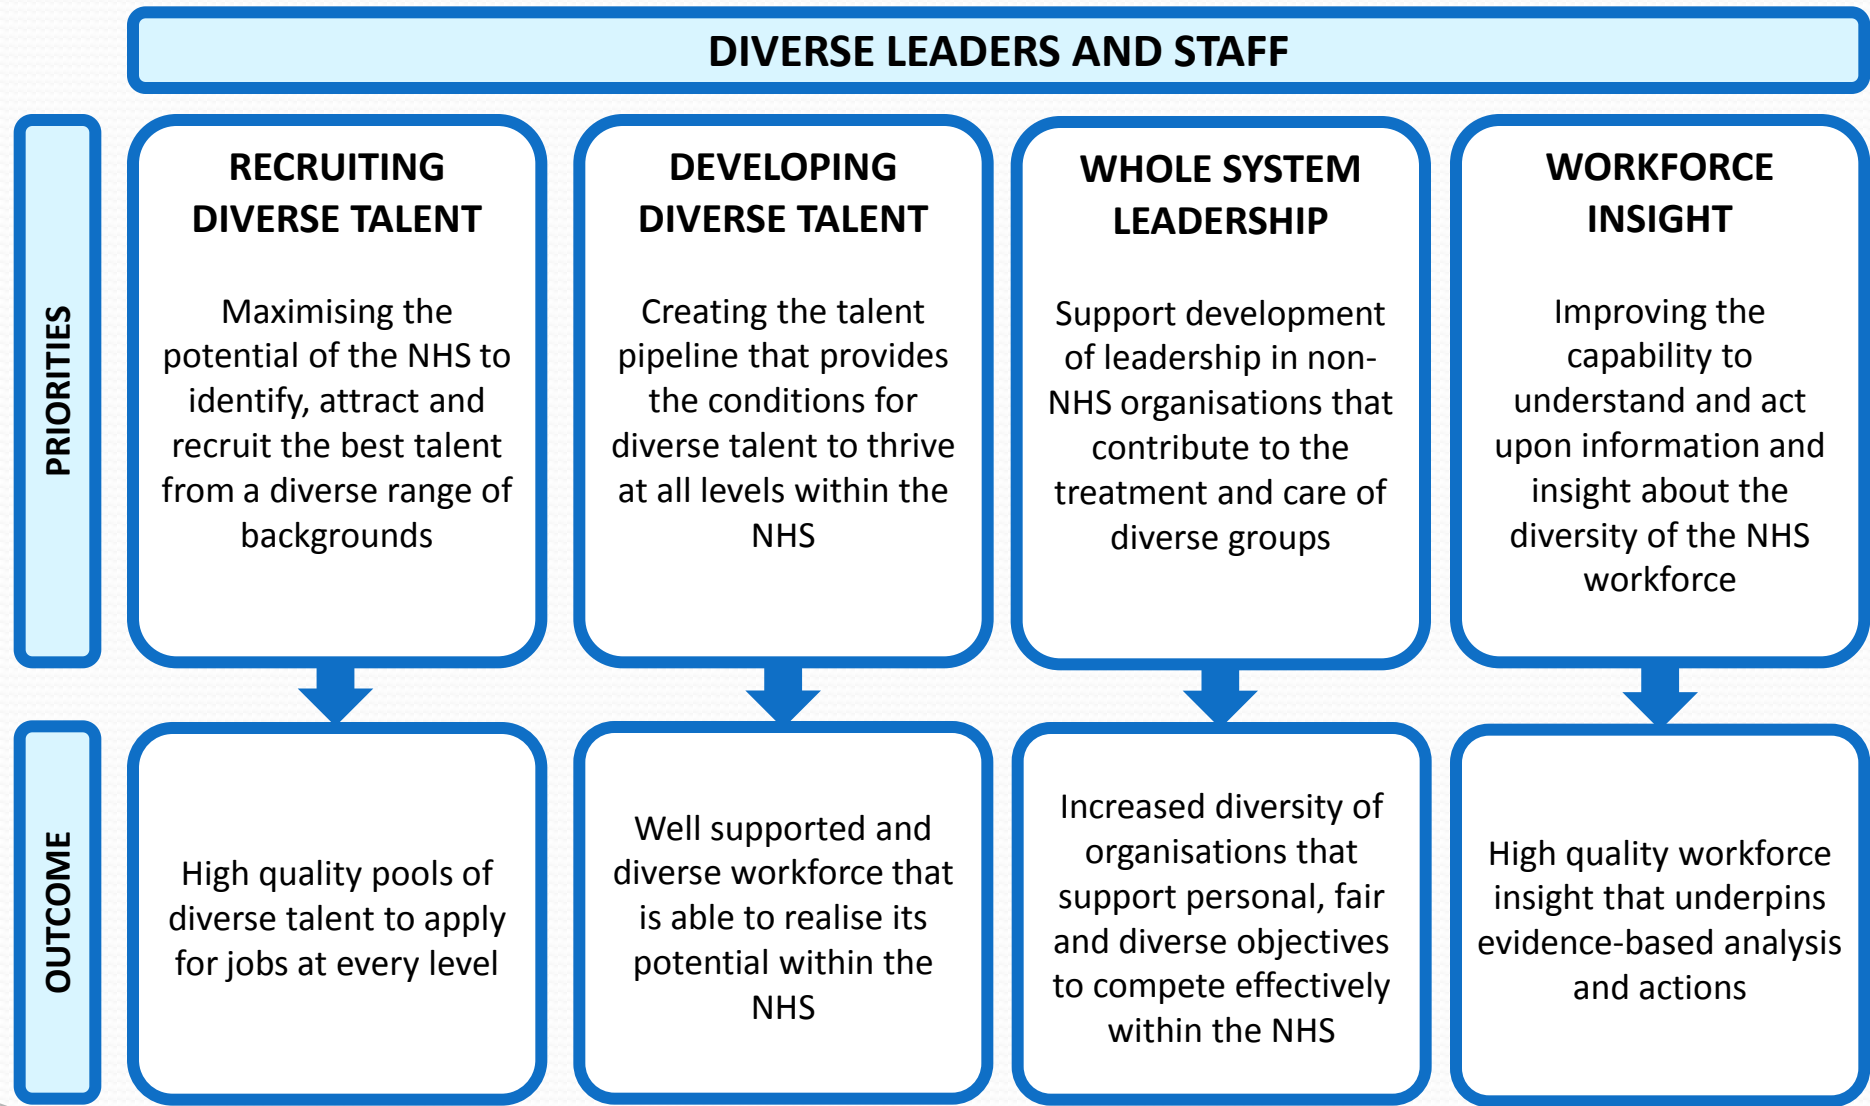 DIVERSE LEADERS AND STAFF
PRIORITIES
RECRUITING
DIVERSE TALENT
Maximising the
potential of the NHS to
identify, attract and
recruit the best talent
from a diverse range of
backgrounds
DEVELOPING
DIVERSE TALENT
Creating the talent
pipeline that provides
the conditions for
diverse talent to thrive
at all levels within the
NHS
WHOLE SYSTEM
LEADERSHIP
Support development
of leadership in non-
NHS organisations that
contribute to the
treatment and care of
diverse groups
WORKFORCE
INSIGHT
Improving the
capability to
understand and act
upon information and
insight about the
diversity of the NHS
workforce
OUTCOME
High quality pools of
diverse talent to apply
for jobs at every level
Well supported and
diverse workforce that
is able to realise its
potential within the
NHS
Increased diversity of
organisations that
support personal, fair
and diverse objectives
to compete effectively
within the NHS
High quality workforce
insight that underpins
evidence-based analysis
and actions